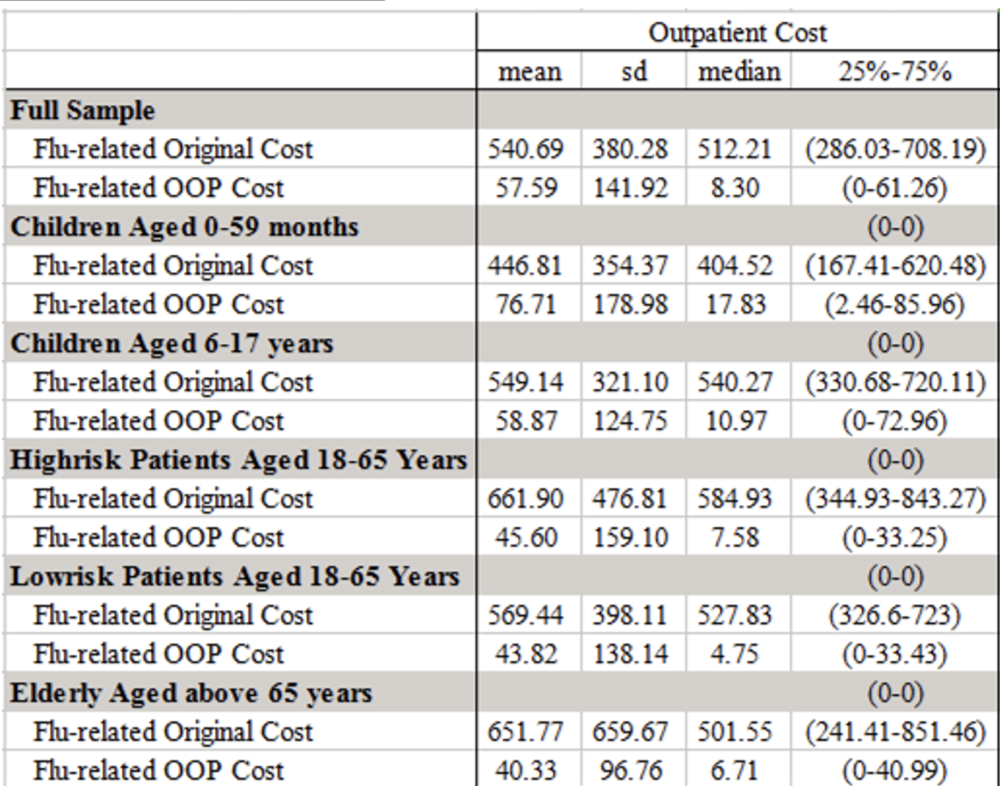 Outpatient Cost
mean sd median 25%-75%
Full Sample
Flu-related Original Cost 540.69 380.28 512.21 (286.03-708.19)
Flu-related OOP Cost 57.59 141.92 8.30 (0-61.26)
Children Aged 0-59 months (0-0)
Flu-related Original Cost 446.81 354.37 404.52 (167.41-620.48)
Flu-related OOP Cost 76.71 178.98 17.83 (2.46-85.96)
Children Aged 6-17 years (0-0)
Flu-related Original Cost 549.14 321.10 540.27 (330.68-720.11)
Flu-related OOP Cost 58.87 124.75 10.97 (0-72.96)
Highrisk Patients Aged 18-65 Years (0-0)
Flu-related Original Cost 661.90 476.81 584.93 (344.93-843.27)
Flu-related OOP Cost 45.60 159.10 7.58 (0-33.25)
Lowrisk Patients Aged 18-65 Years (0-0)
Flu-related Original Cost 569.44 398.11 527.83 (326.6-723)
Flu-related OOP Cost 43.82 138.14 4.75 (0-33.43)
Elderly Aged above 65 years (0-0)
Flu-related Original Cost 651.77 659.67 501.55 (241.41-851.46)
Flu-related OOP Cost 40.33 96.76 6.71 (0-40.99)